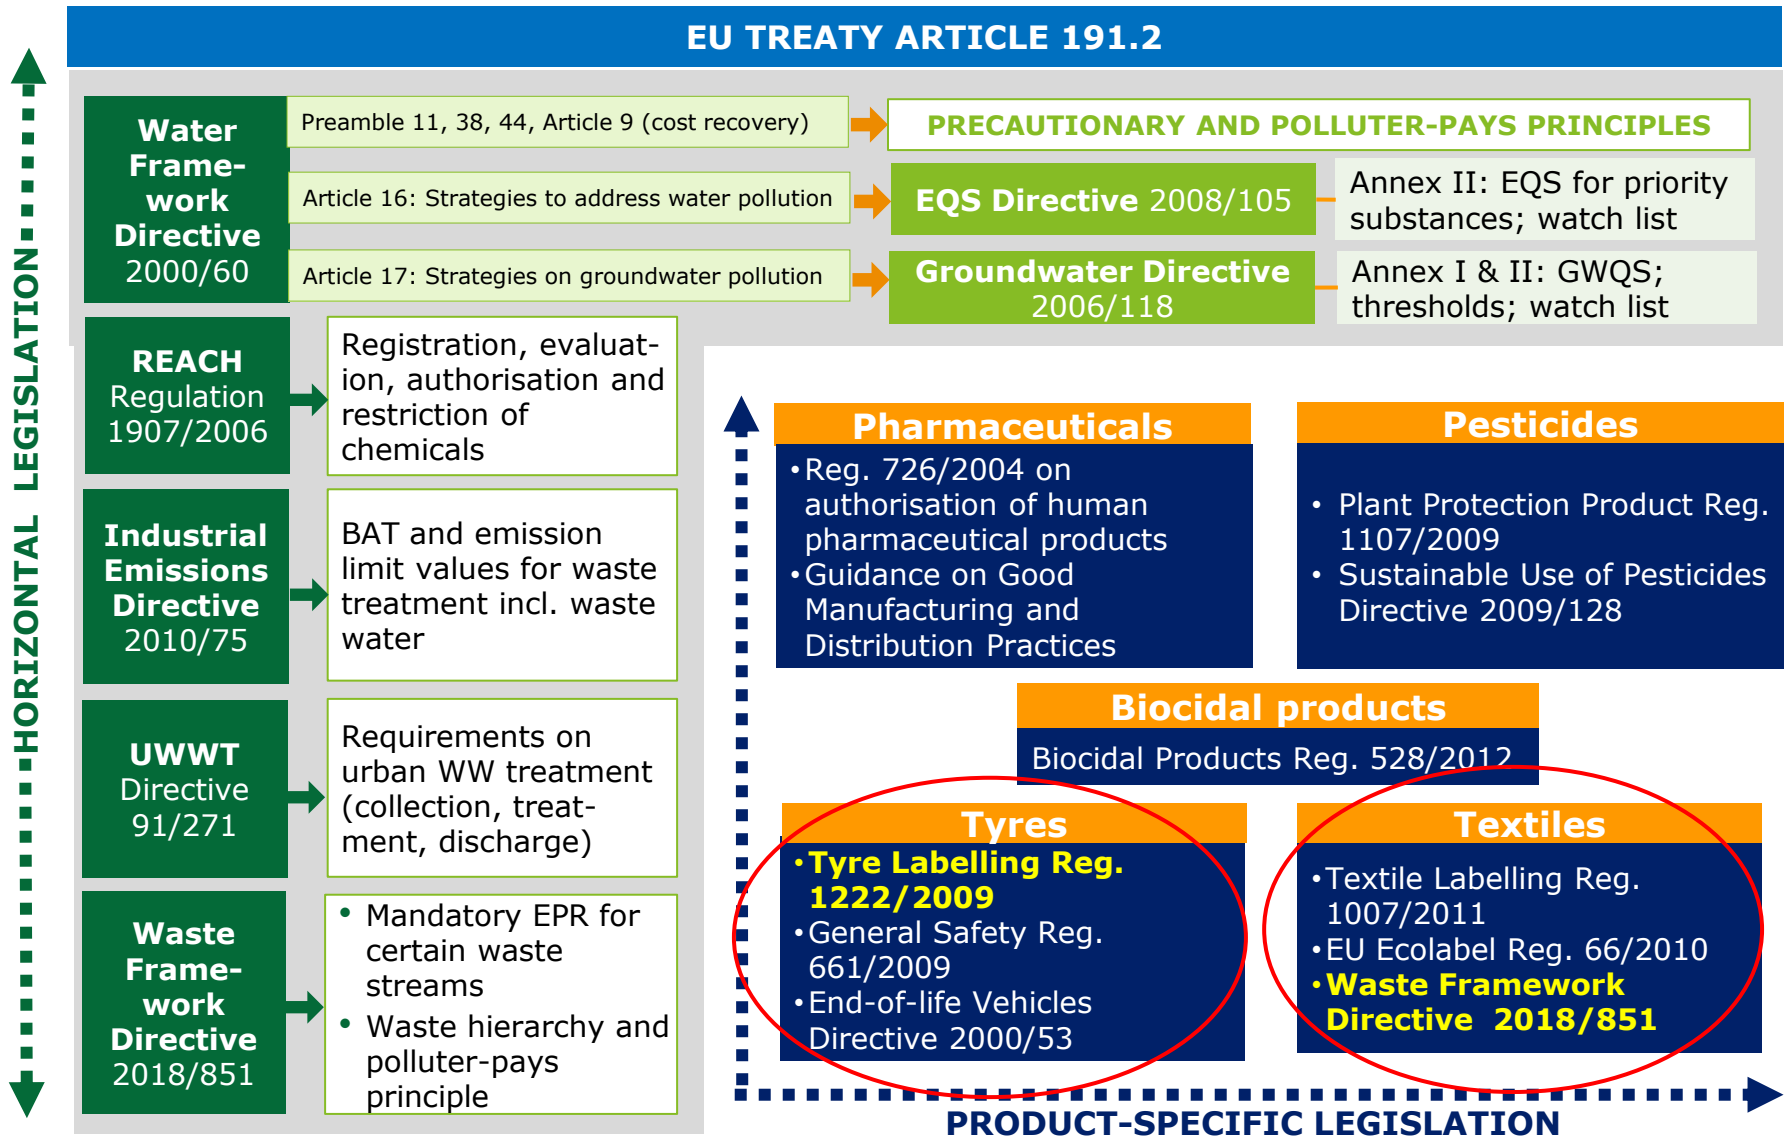 EU TREATY ARTICLE 191.2
HORIZONTAL LEGISLATION
Water
Frame-
work
Directive
2000/60
Preamble 11, 38, 44, Article 9 (cost recovery)
PRECAUTIONARY AND POLLUTER-PAYS PRINCIPLES
Article 16: Strategies to address water pollution
EQS Directive 2008/105
Annex II: EQS for priority
substances; watch list
Article 17: Strategies on groundwater pollution
Groundwater Directive
2006/118
Annex I & II: GWQS;
thresholds; watch list
REACH
Regulation
1907/2006
Registration, evaluat-
ion, authorisation and
restriction of
chemicals
Industrial
Emissions
Directive
2010/75
BAT and emission
limit values for waste
treatment incl. waste
water
UWWT
Directive
91/271
Requirements on
urban WW treatment
(collection, treat-
ment, discharge)
Waste
Frame-
work
Directive
2018/851
• Mandatory EPR for
certain waste
streams
• Waste hierarchy and
polluter-pays
principle
Pharmaceuticals
•Reg. 726/2004 on
authorisation of human
pharmaceutical products
•Guidance on Good
Manufacturing and
Distribution Practices
Pesticides
• Plant Protection Product Reg.
1107/2009
• Sustainable Use of Pesticides
Directive 2009/128
Biocidal products
Biocidal Products Reg. 528/2012
Tyres
•Tyre Labelling Reg.
1222/2009
•General Safety Reg.
661/2009
•End-of-life Vehicles
Directive 2000/53
Textiles
•Textile Labelling Reg.
1007/2011
•EU Ecolabel Reg. 66/2010
•Waste Framework
Directive 2018/851
PRODUCT-SPECIFIC LEGISLATION